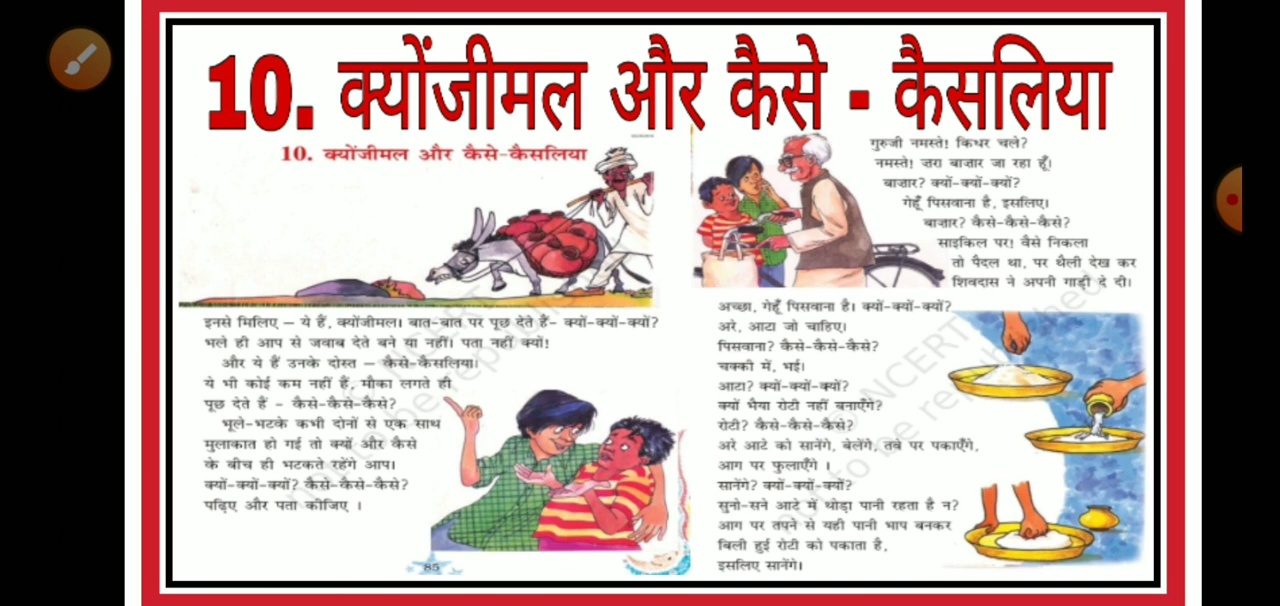 10. क्योंजीमल और कैसे - कैसलिया
10. क्योंजीमल और कैसे-कैसलिया
इनसे मिलिए – ये हैं, क्योंजीमल। बात-बात पर पूछ देते हैं- क्यों-क्यों-क्यों?
भले ही आप से जवाब देते बने या नहीं। पता नहीं क्यों!
और ये हैं उनके दोस्त – कैसे-कैसलिया।
ये भी कोई कम नहीं हैं, मौका लगते ही
पूछ देते हैं - कैसे-कैसे-कैसे?
भूले-भटके कभी दोनों से एक साथ
मुलाकात हो गई तो क्यों और कैसे
के बीच ही भटकते रहेंगे आप।
क्यों-क्यों-क्यों? कैसे-कैसे-कैसे?
पढ़िए और पता कीजिए ।
85
गुरुजी नमस्ते! किधर चले?
नमस्ते! ज़रा बाज़ार जा रहा हूँ।
बाज़ार? क्यों-क्यों-क्यों?
गेहूँ पिसवाना है, इसलिए।
बाज़ार? कैसे-कैसे-कैसे?
साइकिल पर! वैसे निकला
तो पैदल था, पर थैली देख कर
शिवदास ने अपनी गाड़ी दे दी।
अच्छा, गेहूँ पिसवाना है। क्यों-क्यों-क्यों?
अरे, आटा जो चाहिए।
पिसवाना? कैसे-कैसे-कैसे?
चक्की में, भई।
आटा? क्यों-क्यों-क्यों?
क्यों भैया रोटी नहीं बनाएँगे?
रोटी? कैसे-कैसे-कैसे?
अरे आटे को सानेंगे, बेलेंगे, तवे पर पकाएँगे,
आग पर फुलाएँगे ।
सानेंगे? क्यों-क्यों-क्यों?
सुनो-सने आटे में थोड़ा पानी रहता है न?
आग पर तपने से यही पानी भाप बनकर
बिली हुई रोटी को पकाता है,
इसलिए सानेंगे।